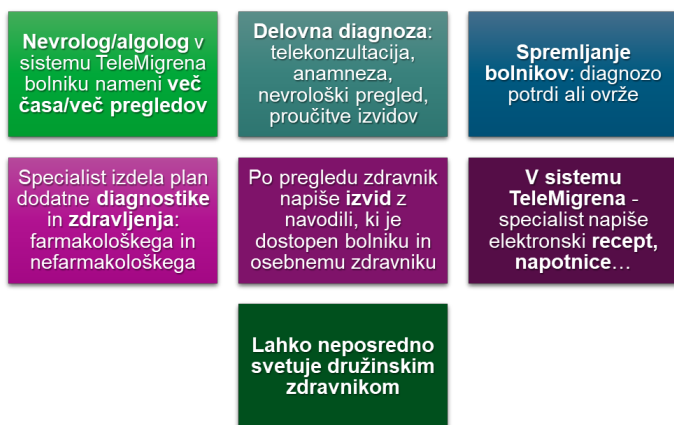 Nevrolog/algolog v
sistemu TeleMigrena
bolniku nameni več
časa/več pregledov
Delovna diagnoza:
telekonzultacija,
anamneza,
nevrološki pregled,
proučitve izvidov
Spremljanje
bolnikov: diagnozo
potrdi ali ovrže
Specialist izdela plan
dodatne diagnostike
in zdravljenja:
farmakološkega in
nefarmakološkega
Po pregledu zdravnik
napiše izvid z
navodili, ki je
dostopen bolniku in
osebnemu zdravniku
V sistemu
TeleMigrena -
specialist napiše
elektronski recept,
napotnice…
Lahko neposredno
svetuje družinskim
zdravnikom